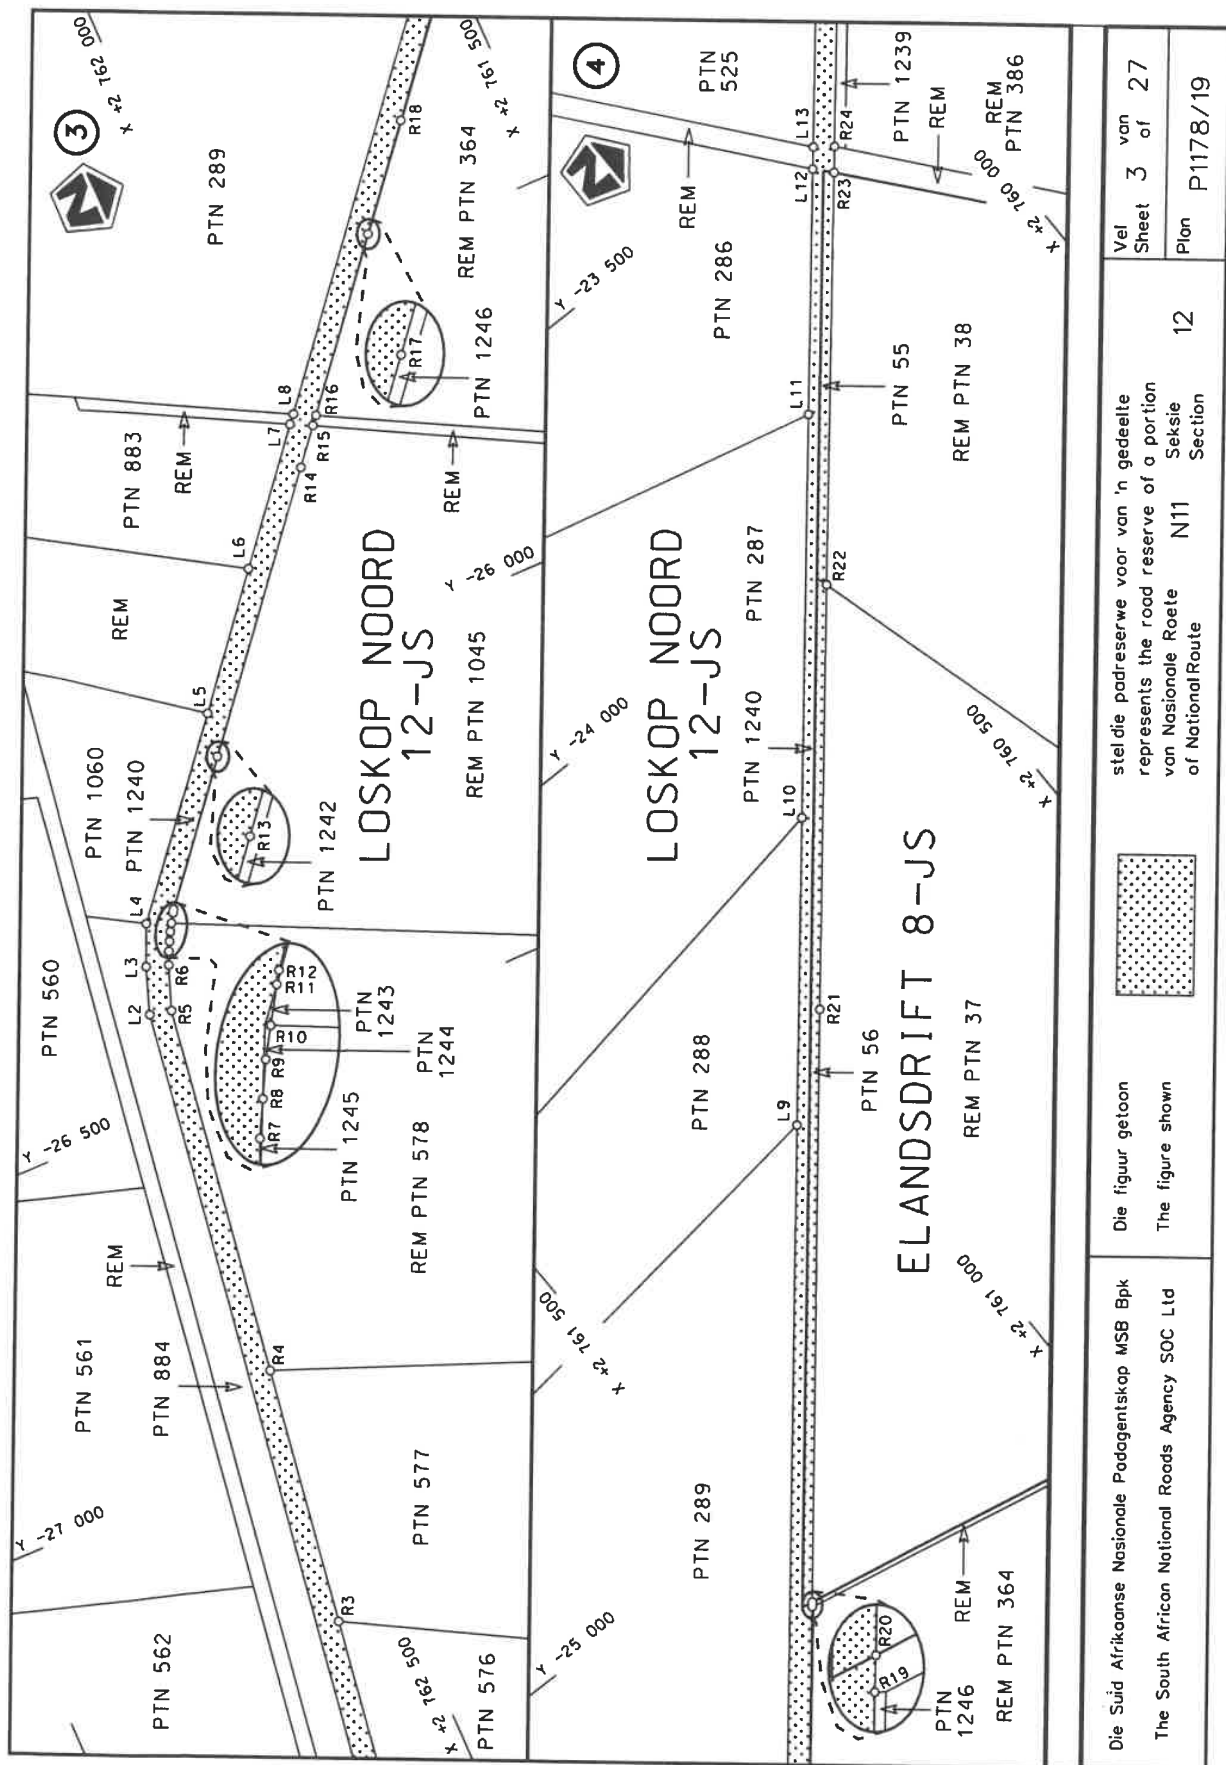 3
X +2 762 000
X +2 761 500
PTN 289
R18
REM PTN 364
R17
PTN 1246
L8
L7
R16
R15
R14
PTN 883
REM
REM
L6
REM
Y -26 000
L5
PTN 1060
PTN 1240
R13
PTN 1242
LOSKOP NOORD
12-JS
REM PTN 1045
L4
L3
L2
R6
R5
PTN 560
R12
R11
R10
R9
R8
R7
PTN
1243
PTN
1244
PTN 1245
REM PTN 578
Y -26 500
REM
PTN 561
PTN 884
R4
PTN 577
Y -27 000
R3
PTN 562
X +2 762 500
PTN 576
4
PTN
525
REM
L13
L12
R24
R23
PTN 1239
REM
REM
PTN 386
X +2 760 000
Y -23 500
PTN 286
L11
PTN 55
REM PTN 38
R22
PTN 287
LOSKOP NOORD
12-JS
Y -24 000
PTN 1240
L10
X +2 760 500
ELANDSDRIFT 8-JS
R21
PTN 56
REM PTN 37
PTN 288
L9
X +2 761 000
X +2 761 500
PTN 289
Y -25 000
R20
R19
REM
PTN
1246
REM PTN 364
Die Suid Afrikaanse Nasionale Padagentskap MSB Bpk
The South African National Roads Agency SOC Ltd
Die figuur getoon
The figure shown
stel die padreserwe voor van 'n gedeelte
represents the road reserve of a portion
van Nasionale Roete N11 Seksie 12
of National Route Section
Vel van
Sheet 3 of 27
Plan P1178/19